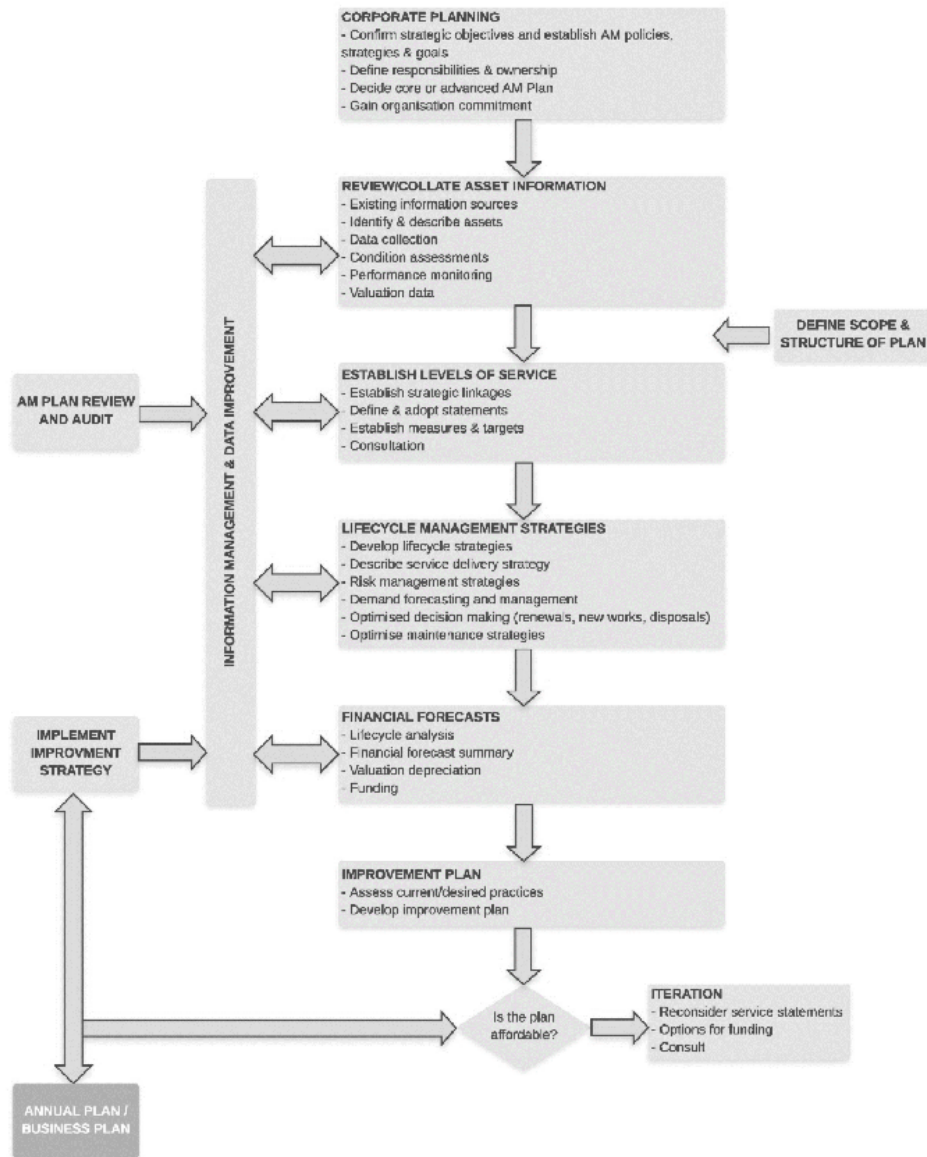 CORPORATE PLANNING
- Confirm strategic objectives and establish AM policies,
strategies & goals
- Define responsibilities & ownership
- Decide core or advanced AM Plan
- Gain organisation commitment
REVIEW/COLLATE ASSET INFORMATION
- Existing information sources
- Identify & describe assets
- Data collection
- Condition assessments
- Performance monitoring
- Valuation data
DEFINE SCOPE &
STRUCTURE OF PLAN
INFORMATION MANAGEMENT & DATA IMPROVEMENT
AM PLAN REVIEW
AND AUDIT
ESTABLISH LEVELS OF SERVICE
- Establish strategic linkages
- Define & adopt statements
- Establish measures & targets
- Consultation
LIFECYCLE MANAGEMENT STRATEGIES
- Develop lifecycle strategies
- Describe service delivery strategy
- Risk management strategies
- Demand forecasting and management
- Optimised decision making (renewals, new works, disposals)
- Optimise maintenance strategies
IMPLEMENT
IMPROVMENT
STRATEGY
FINANCIAL FORECASTS
- Lifecycle analysis
- Financial forecast summary
- Valuation depreciation
- Funding
IMPROVEMENT PLAN
- Assess current/desired practices
- Develop improvement plan
Is the plan
affordable?
ITERATION
- Reconsider service statements
- Options for funding
- Consult
ANNUAL PLAN /
BUSINESS PLAN